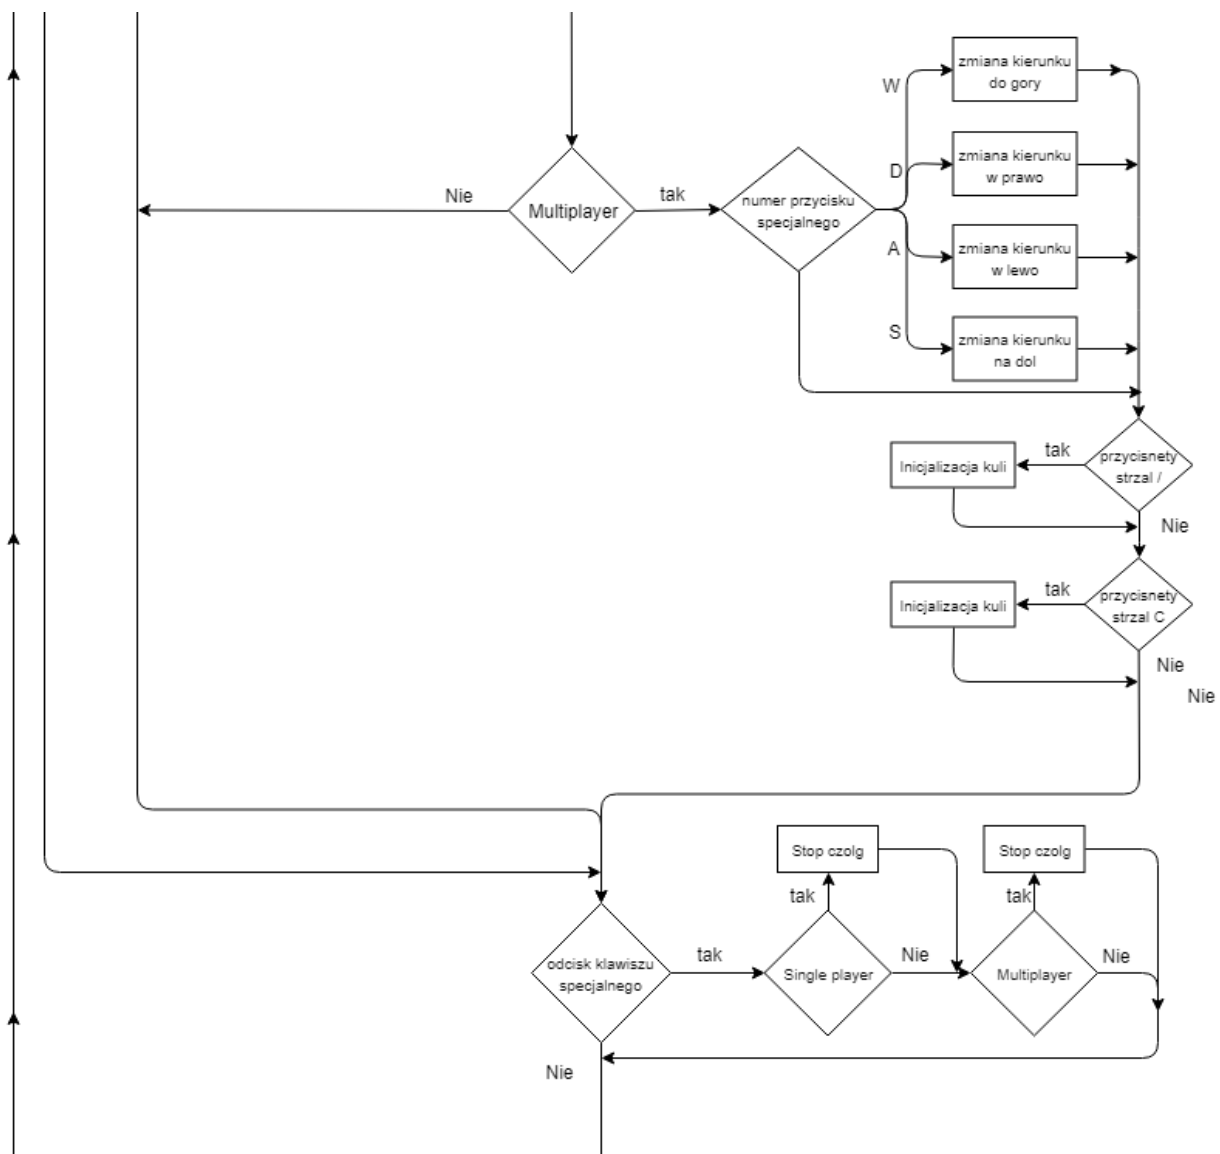 zmiana kierunku
do gory
W
zmiana kierunku
w prawo
D
Nie
Multiplayer
tak
numer przycisku
specjalnego
A
zmiana kierunku
w lewo
S
zmiana kierunku
na dol
Inicjalizacja kuli
tak
przycisnety
strzal /
Nie
Inicjalizacja kuli
tak
przycisnety
strzal C
Nie
Nie
Stop czolg
Stop czolg
tak
tak
odcisk klawiszu
specjalnego
tak
Single player
Nie
Multiplayer
Nie
Nie